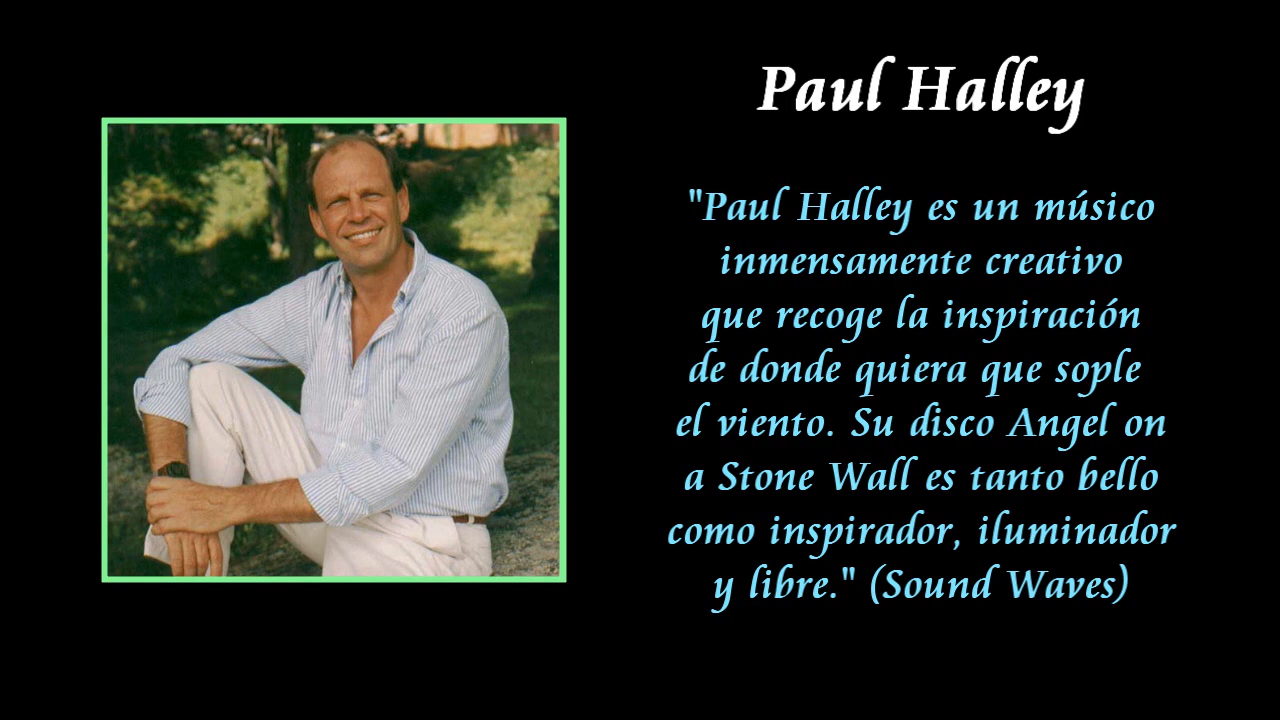 Paul Halley
"Paul Halley es un músico
inmensamente creativo
que recoge la inspiración
de donde quiera que sople
el viento. Su disco Angel on
a Stone Wall es tanto bello
como inspirador, iluminador
y libre." (Sound Waves)